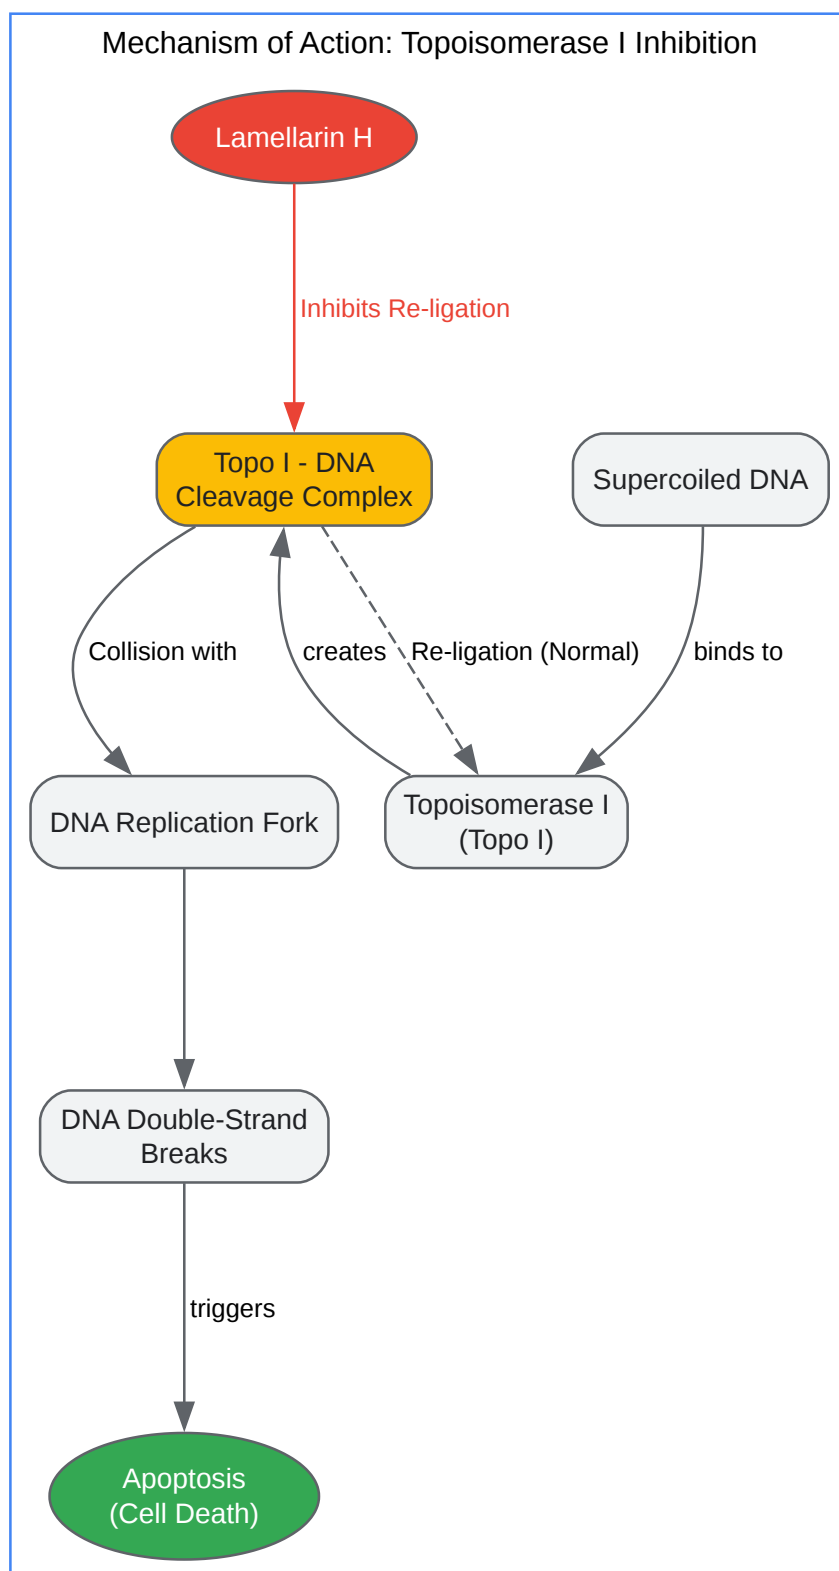 Mechanism of Action: Topoisomerase I Inhibition
Lamellarin H
Inhibits Re-ligation
Topo I - DNA
Cleavage Complex
Supercoiled DNA
Collision with
creates
Re-ligation (Normal)
binds to
DNA Replication Fork
Topoisomerase I
(Topo I)
DNA Double-Strand
Breaks
triggers
Apoptosis
(Cell Death)